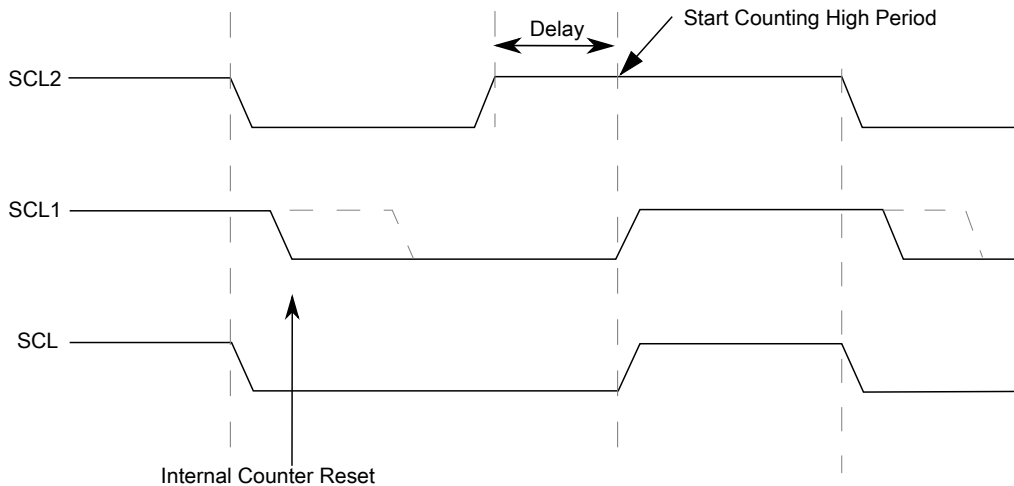 Start Counting High Period
Delay
SCL2
SCL1
SCL
Internal Counter Reset